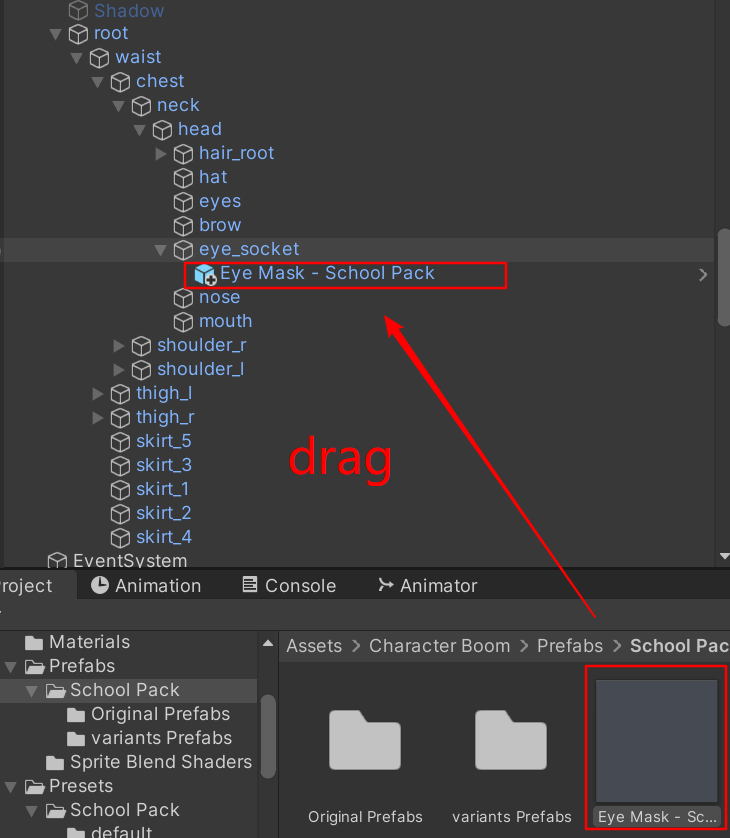 Shadow
root
waist
chest
neck
head
hair_root
hat
eyes
brow
eye_socket
Eye Mask - School Pack
nose
mouth
shoulder_r
shoulder_l
thigh_l
thigh_r
skirt_5
skirt_3
drag
skirt_1
skirt_2
skirt_4
EventSystem
roject Animation Console Animator
Materials
Prefabs
School Pack
Original Prefabs
variants Prefabs
Sprite Blend Shaders
Presets
School Pack
default
Assets > Character Boom > Prefabs > School Pac
Original Prefabs
variants Prefabs
Eye Mask - Sc...